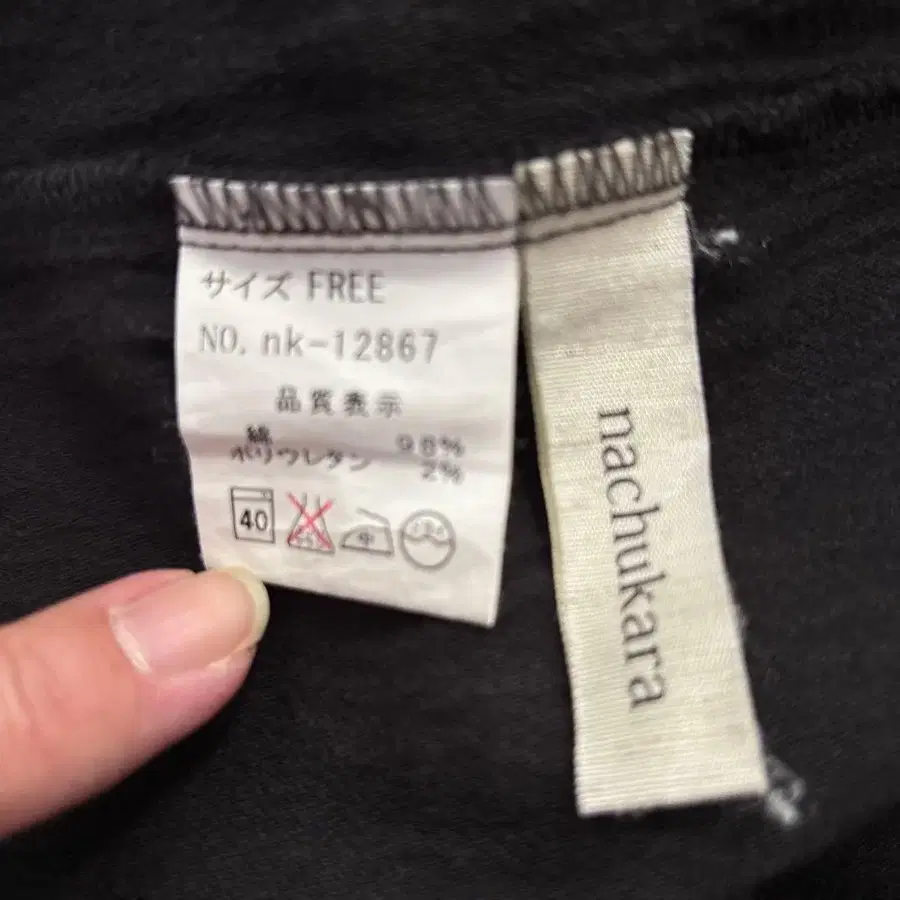 サイズ FREE
NO. nk-12867
品質表示
綿 98%
ポリウレタン 2%
40
中
nachukara